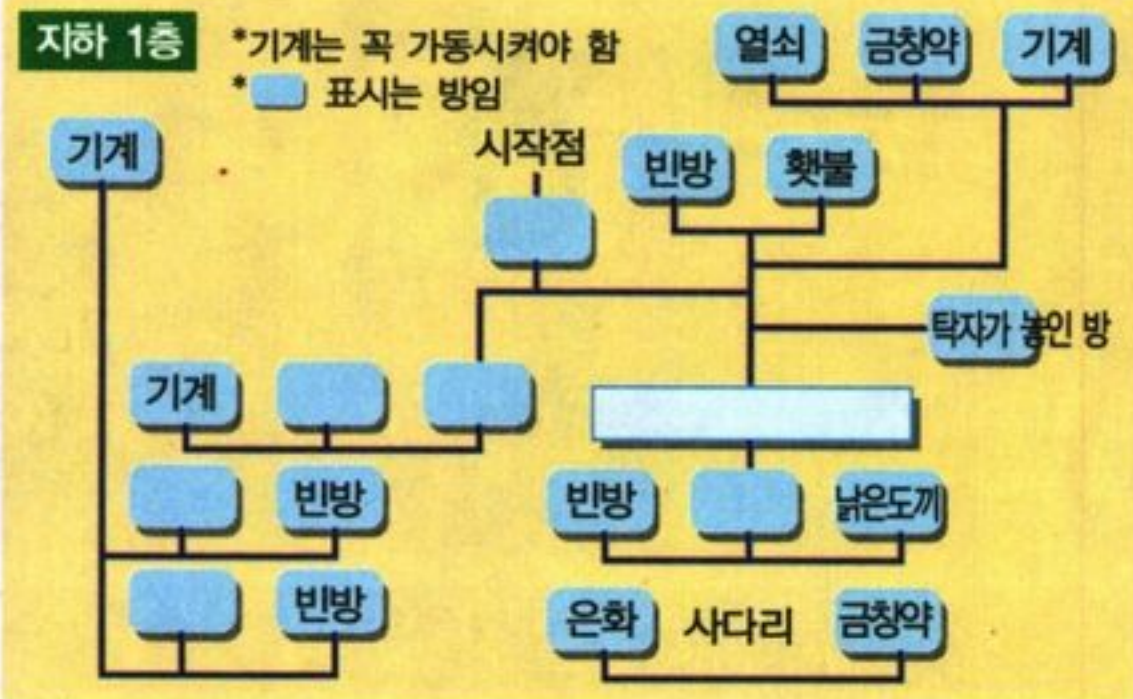 지하 1층
*기계는 꼭 가동시켜야 함
* 표시는 방임
열쇠 금창약 기계
기계
시작점
빈방 횃불
탁자가 놓인 방
기계
빈방
빈방 낡은도끼
빈방
은화 사다리 금창약